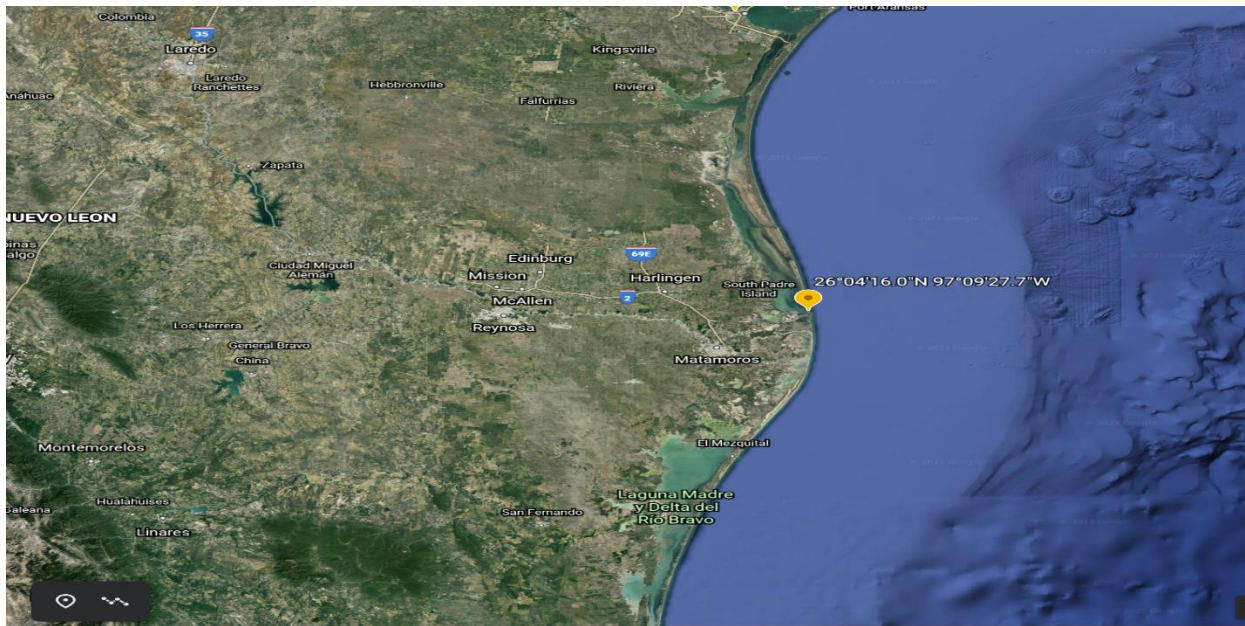 Colombia
35
Port Aransas
Laredo
Kingsville
Laredo
Ranchettes
Hebbronville
Riviera
Anáhuac
Falfurrias
Zapata
NUEVO LEON
69E
Edinburg
Ciudad Miguel
Alemán
Mission
Harlingen
South Padre
Island
26°04'16.0"N 97°09'27.7"W
2
McAllen
Reynosa
Los Herrera
General Bravo
China
Matamoros
El Mezquital
Montemorelos
Laguna Madre
y Delta del
Río Bravo
Hualahuises
Galeana
San Fernando
Linares